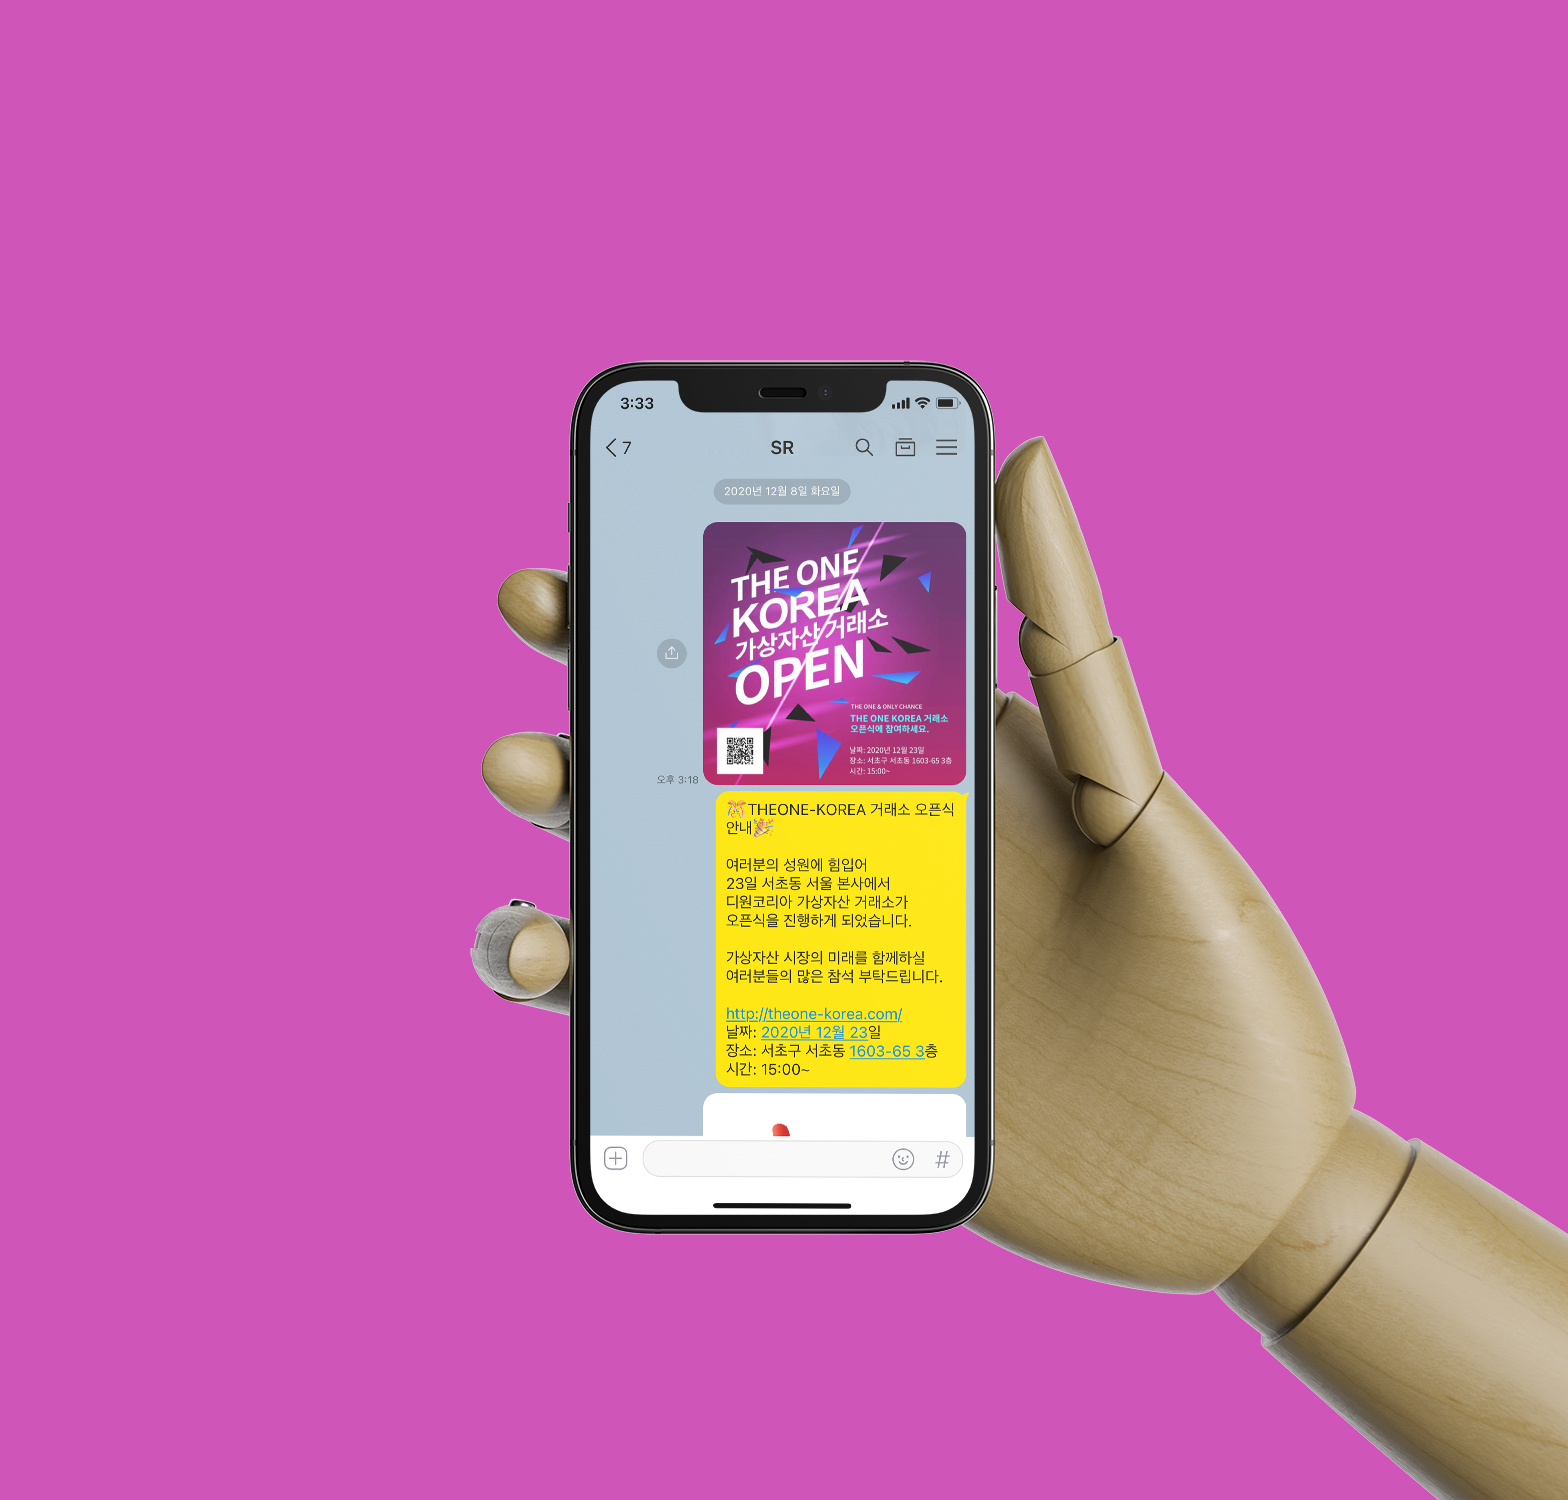 3:33
7
SR
2020년 12월 8일 화요일
THE ONE
KOREA
가상자산 거래소
OPEN
THE ONE & ONLY CHANCE
THE ONE KOREA 거래소
오픈식에 참여하세요.
날짜: 2020년 12월 23일
장소: 서초구 서초동 1603-65 3층
시간: 15:00~
오후 3:18
THEONE-KOREA 거래소 오픈식
안내
여러분의 성원에 힘입어
23일 서초동 서울 본사에서
디원코리아 가상자산 거래소가
오픈식을 진행하게 되었습니다.
가상자산 시장의 미래를 함께하실
여러분들의 많은 참석 부탁드립니다.
http://theone-korea.com/
날짜: 2020년 12월 23일
장소: 서초구 서초동 1603-65 3층
시간: 15:00~
#